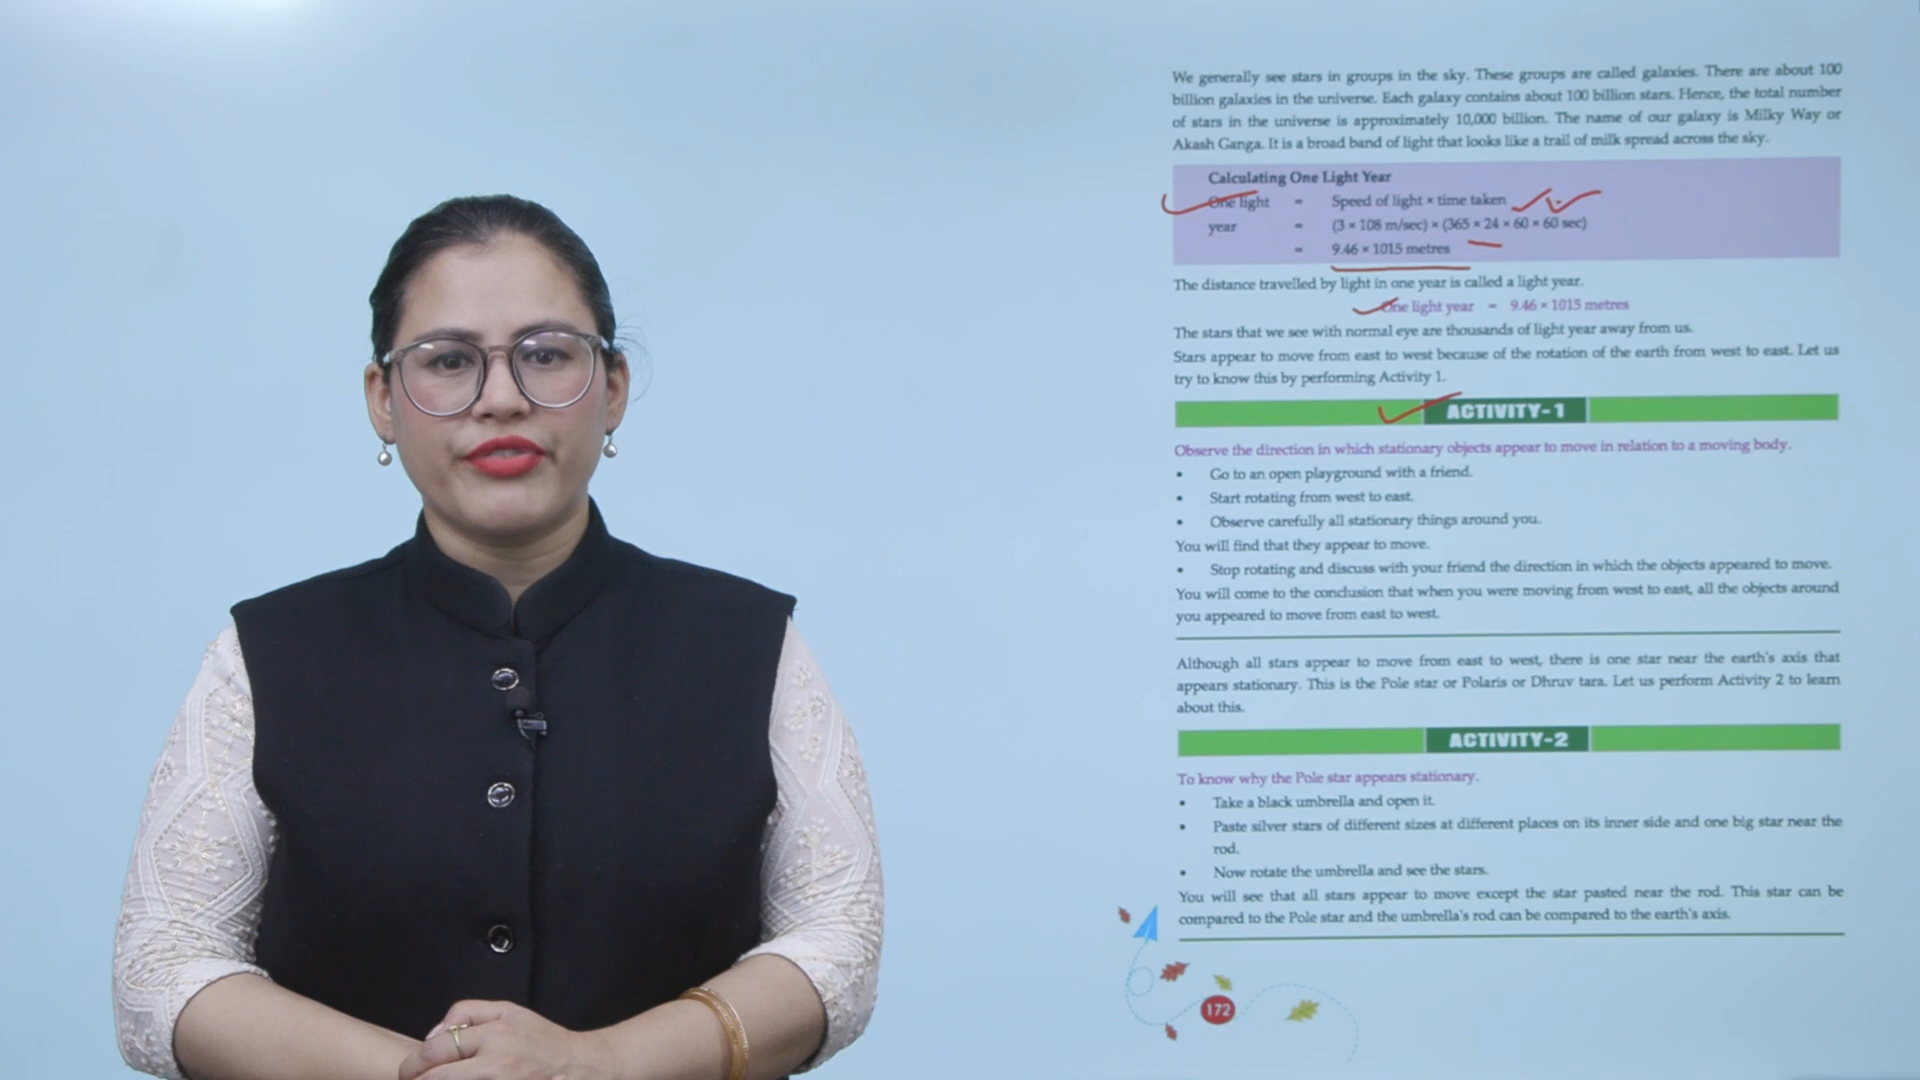 We generally see stars in groups in the sky. These groups are called galaxies. There are about 100
billion galaxies in the universe. Each galaxy contains about 100 billion stars. Hence, the total number
of stars in the universe is approximately 10,000 billion. The name of our galaxy is Milky Way or
Akash Ganga. It is a broad band of light that looks like a trail of milk spread across the sky.
Calculating One Light Year
One light = Speed of light × time taken
year = (3 × 108 m/sec) × (365 × 24 × 60 × 60 sec)
= 9.46 × 1015 metres
The distance travelled by light in one year is called a light year.
One light year = 9.46 × 1015 metres
The stars that we see with normal eye are thousands of light year away from us.
Stars appear to move from east to west because of the rotation of the earth from west to east. Let us
try to know this by performing Activity 1.
ACTIVITY-1
Observe the direction in which stationary objects appear to move in relation to a moving body.
• Go to an open playground with a friend.
• Start rotating from west to east.
• Observe carefully all stationary things around you.
You will find that they appear to move.
• Stop rotating and discuss with your friend the direction in which the objects appeared to move.
You will come to the conclusion that when you were moving from west to east, all the objects around
you appeared to move from east to west.
Although all stars appear to move from east to west, there is one star near the earth's axis that
appears stationary. This is the Pole star or Polaris or Dhruv tara. Let us perform Activity 2 to learn
about this.
ACTIVITY-2
To know why the Pole star appears stationary.
• Take a black umbrella and open it.
• Paste silver stars of different sizes at different places on its inner side and one big star near the
rod.
• Now rotate the umbrella and see the stars.
You will see that all stars appear to move except the star pasted near the rod. This star can be
compared to the Pole star and the umbrella's rod can be compared to the earth's axis.
172